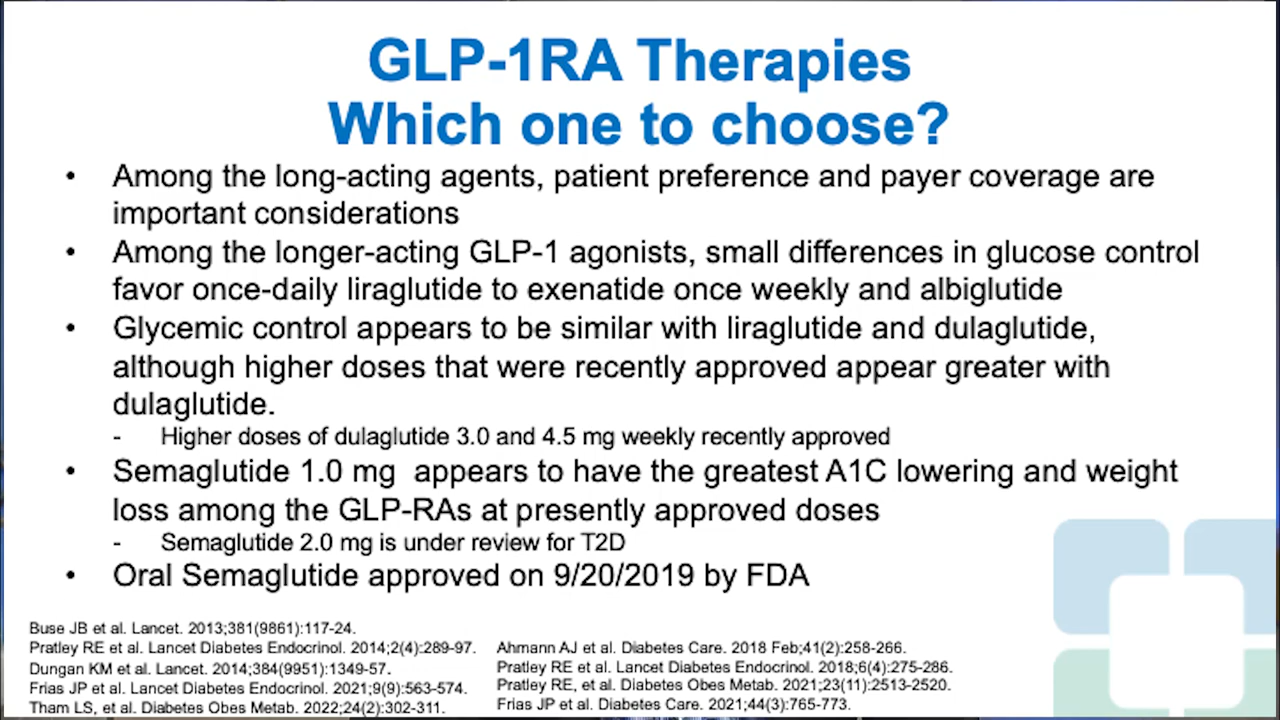 GLP-1RA Therapies
Which one to choose?
• Among the long-acting agents, patient preference and payer coverage are
important considerations
• Among the longer-acting GLP-1 agonists, small differences in glucose control
favor once-daily liraglutide to exenatide once weekly and albiglutide
• Glycemic control appears to be similar with liraglutide and dulaglutide,
although higher doses that were recently approved appear greater with
dulaglutide.
- Higher doses of dulaglutide 3.0 and 4.5 mg weekly recently approved
• Semaglutide 1.0 mg  appears to have the greatest A1C lowering and weight
loss among the GLP-RAs at presently approved doses
- Semaglutide 2.0 mg is under review for T2D
• Oral Semaglutide approved on 9/20/2019 by FDA
Buse JB et al. Lancet. 2013;381(9861):117-24.
Pratley RE et al. Lancet Diabetes Endocrinol. 2014;2(4):289-97.
Dungan KM et al. Lancet. 2014;384(9951):1349-57.
Frias JP et al. Lancet Diabetes Endocrinol. 2021;9(9):563-574.
Tham LS, et al. Diabetes Obes Metab. 2022;24(2):302-311.
Ahmann AJ et al. Diabetes Care. 2018 Feb;41(2):258-266.
Pratley RE et al. Lancet Diabetes Endocrinol. 2018;6(4):275-286.
Pratley RE, et al. Diabetes Obes Metab. 2021;23(11):2513-2520.
Frias JP et al. Diabetes Care. 2021;44(3):765-773.